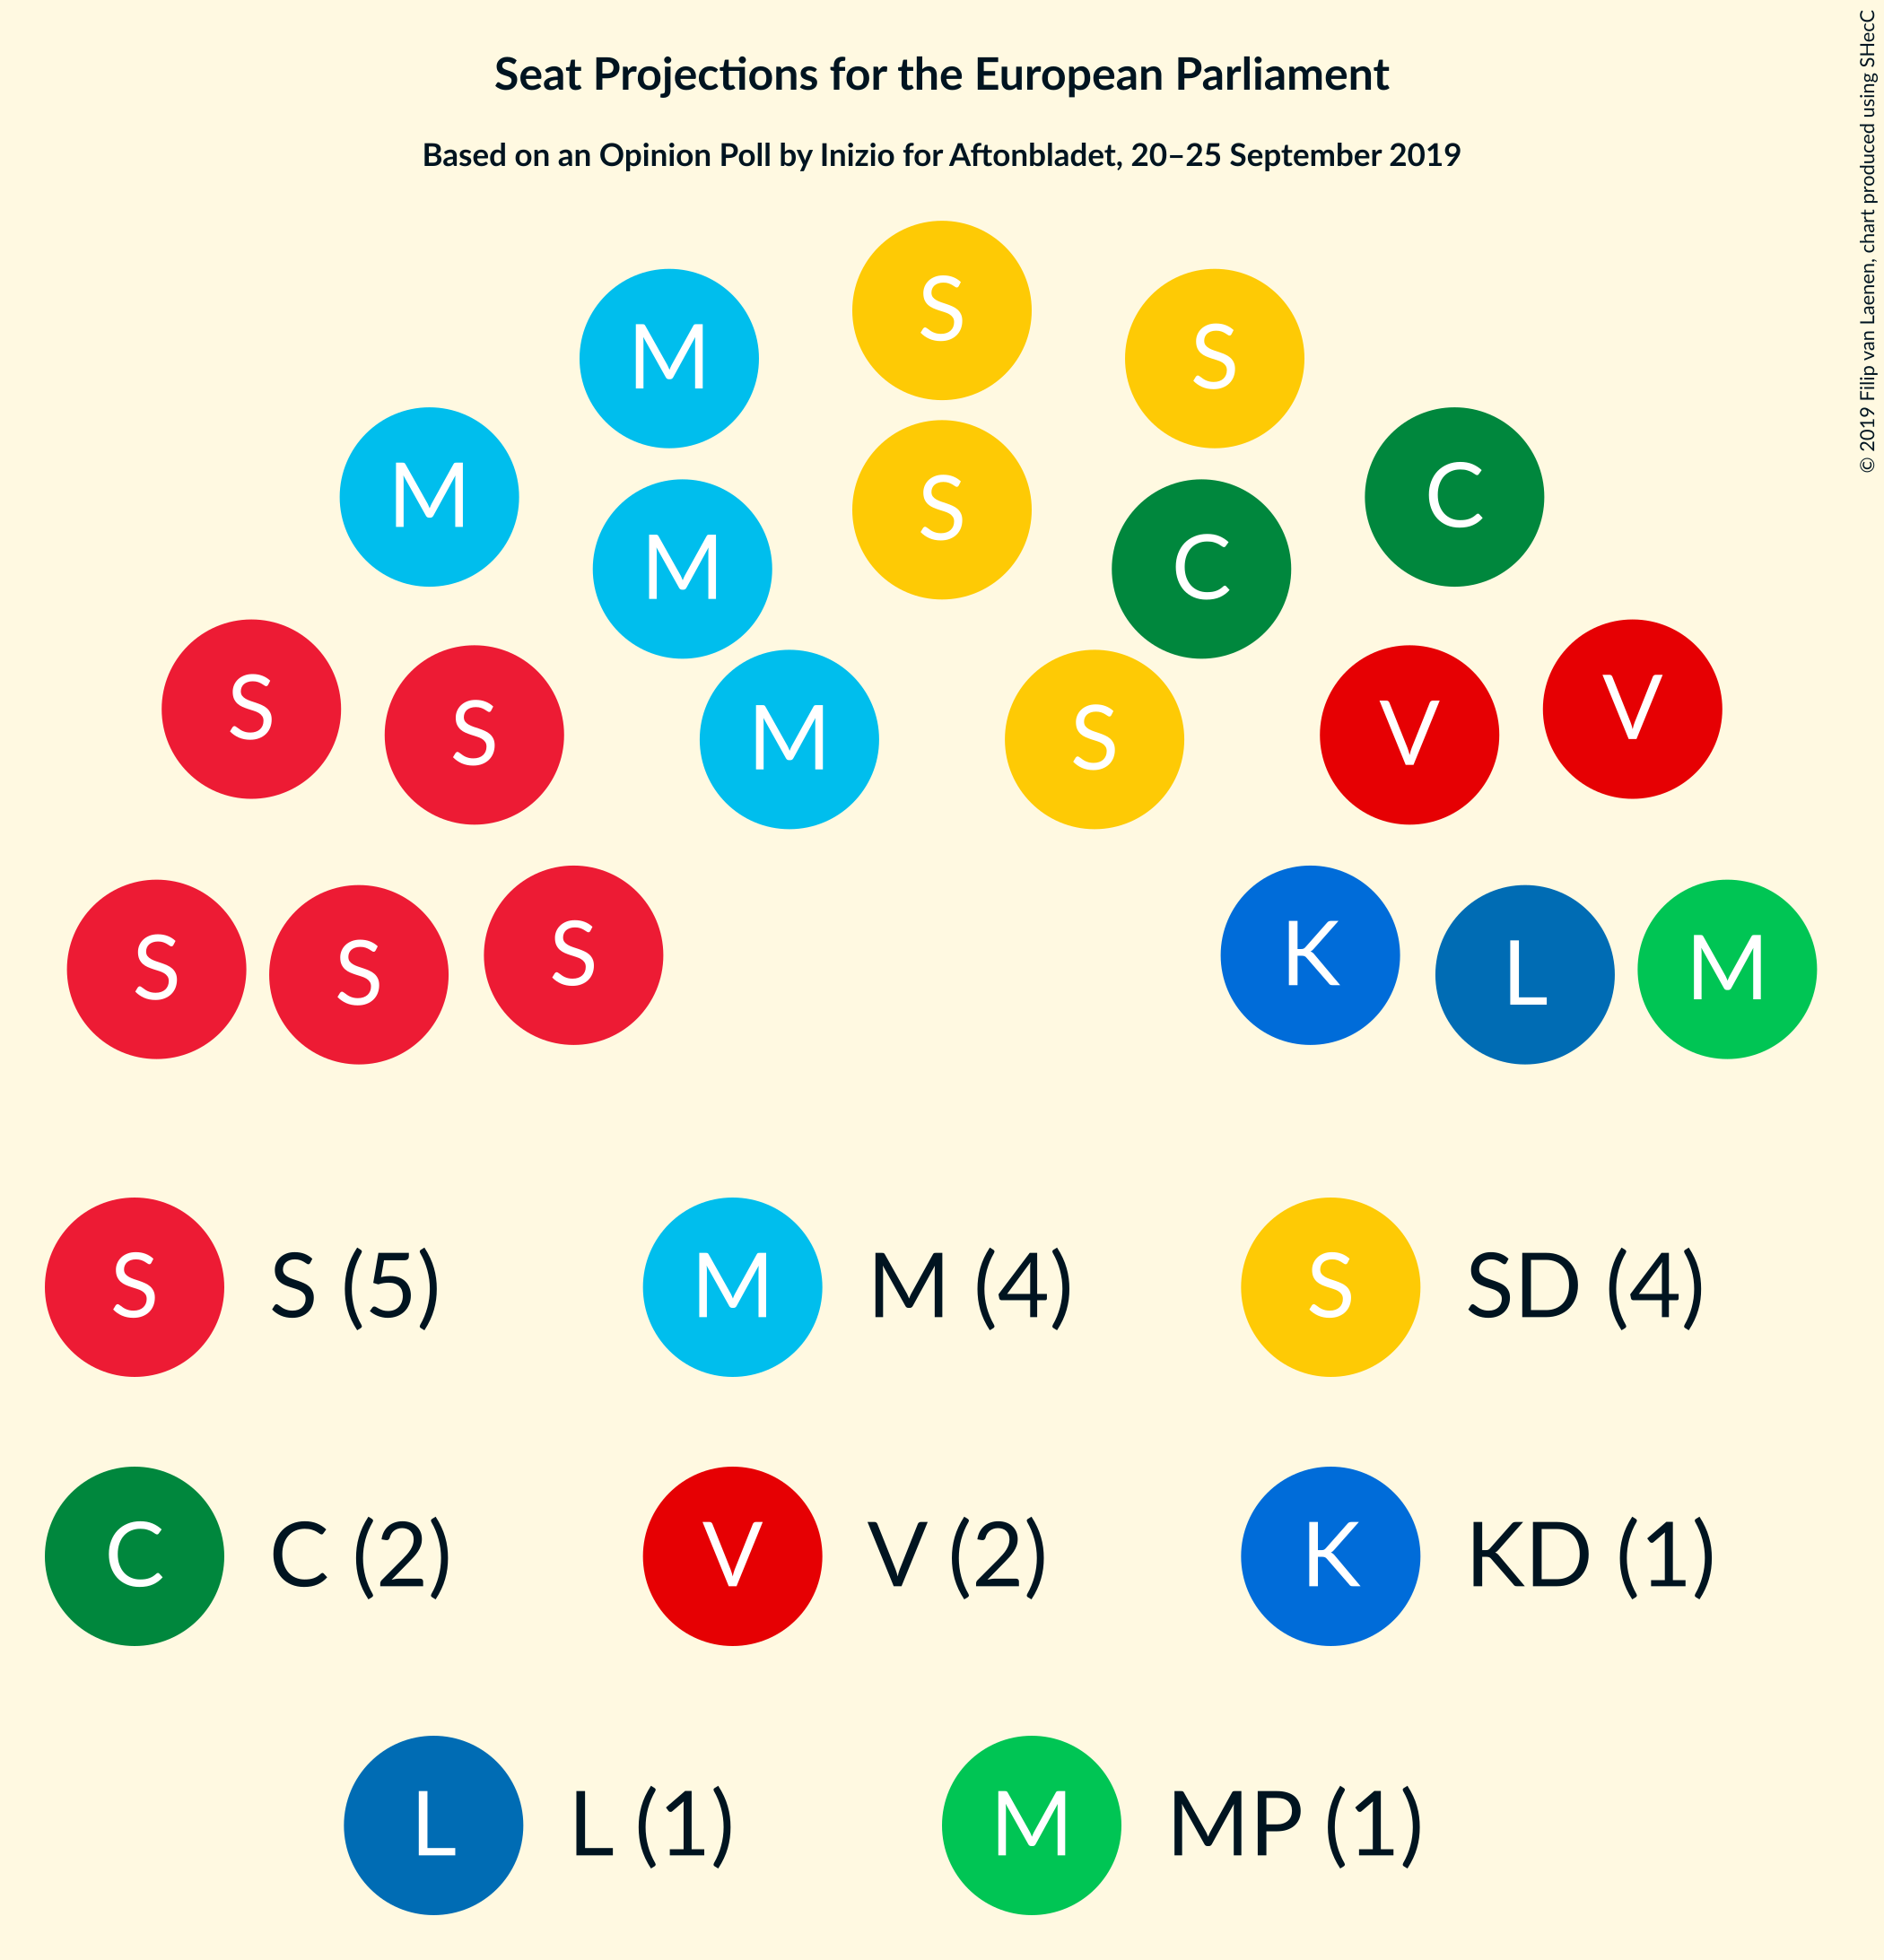 Seat Projections for the European Parliament
Based on an Opinion Poll by Inizio for Aftonbladet, 20–25 September 2019
© 2019 Filip van Laenen, chart produced using SHecC
S
M S
M C
S
M C
S V
S V
M S
S K
S M
S L
S S (5) M M (4) S SD (4)
C C (2) V V (2) K KD (1)
L L (1) M MP (1)